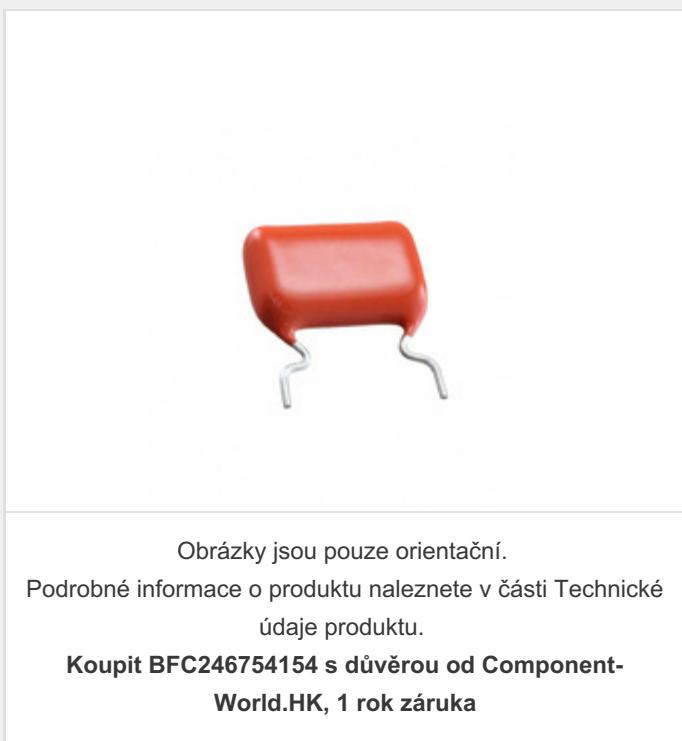 Obrázky jsou pouze orientační.
Podrobné informace o produktu naleznete v části Technické
údaje produktu.
Koupit BFC246754154 s důvěrou od Component-
World.HK, 1 rok záruka